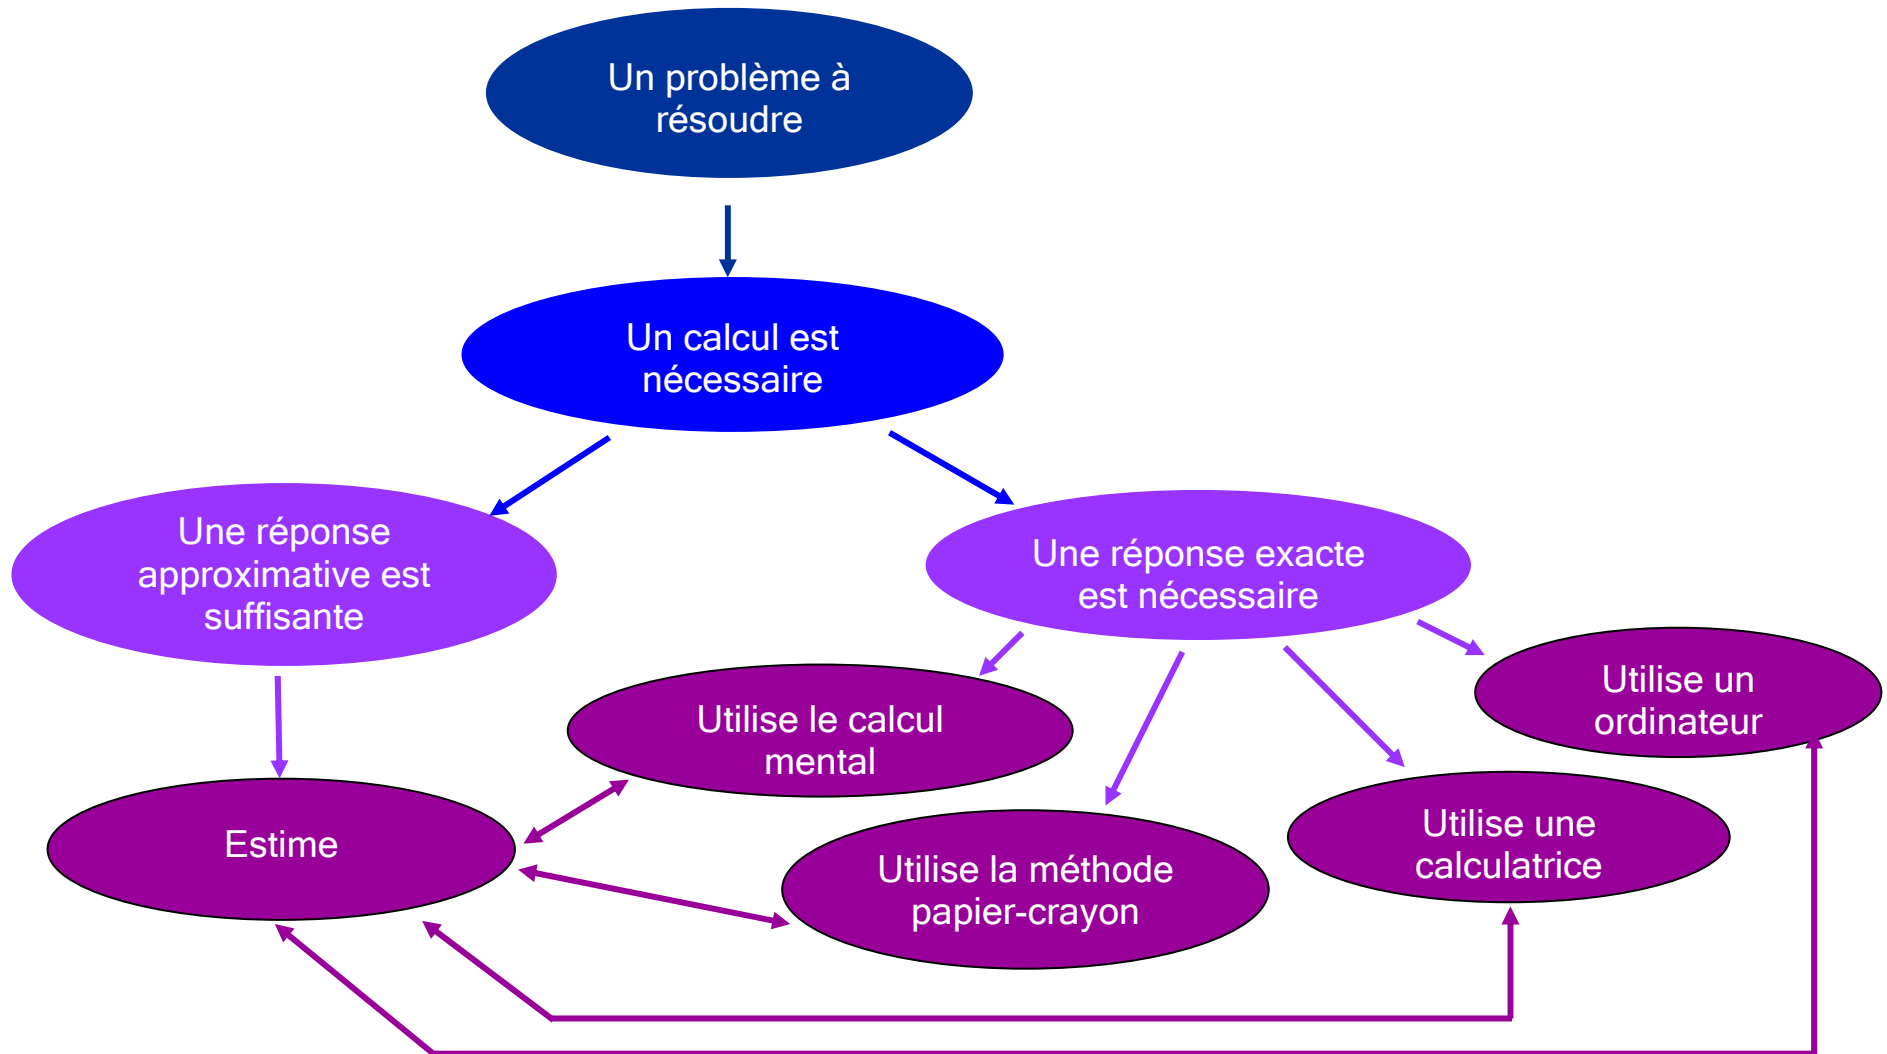 Un problème à
résoudre
Un calcul est
nécessaire
Une réponse
approximative est
suffisante
Une réponse exacte
est nécessaire
Utilise un
ordinateur
Utilise le calcul
mental
Estime
Utilise la méthode
papier-crayon
Utilise une
calculatrice